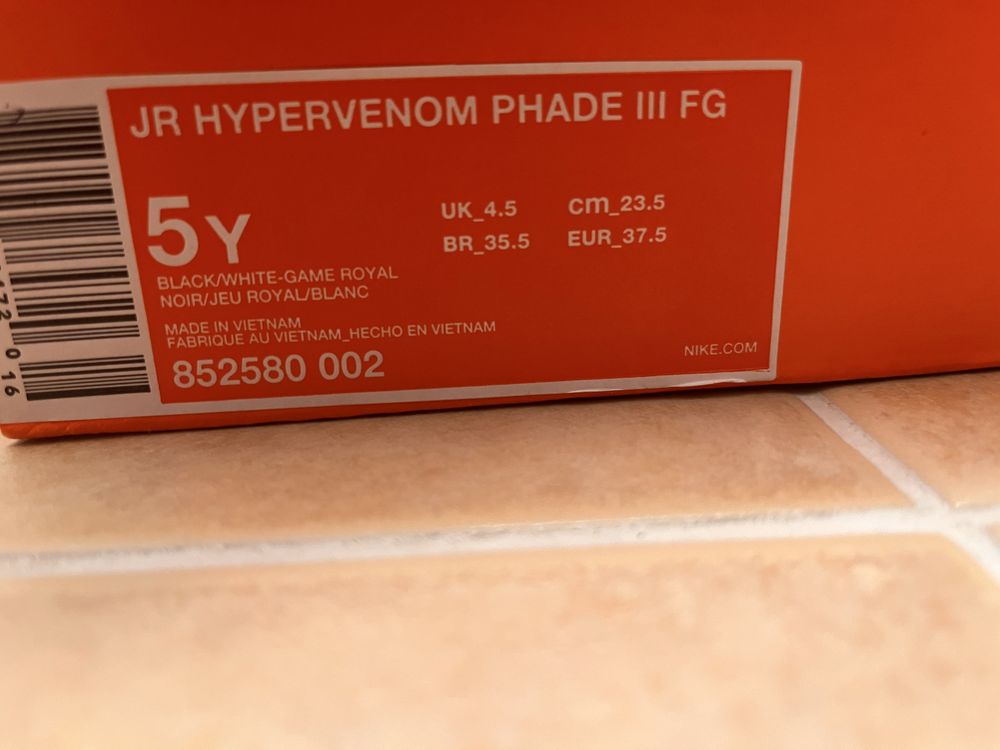 JR HYPERVENOM PHADE III FG
5Y
UK_4.5 cm_23.5
BR_35.5 EUR_37.5
BLACK/WHITE-GAME ROYAL
NOIR/JEU ROYAL/BLANC
MADE IN VIETNAM
FABRIQUE AU VIETNAM_HECHO EN VIETNAM
852580 002
NIKE.COM